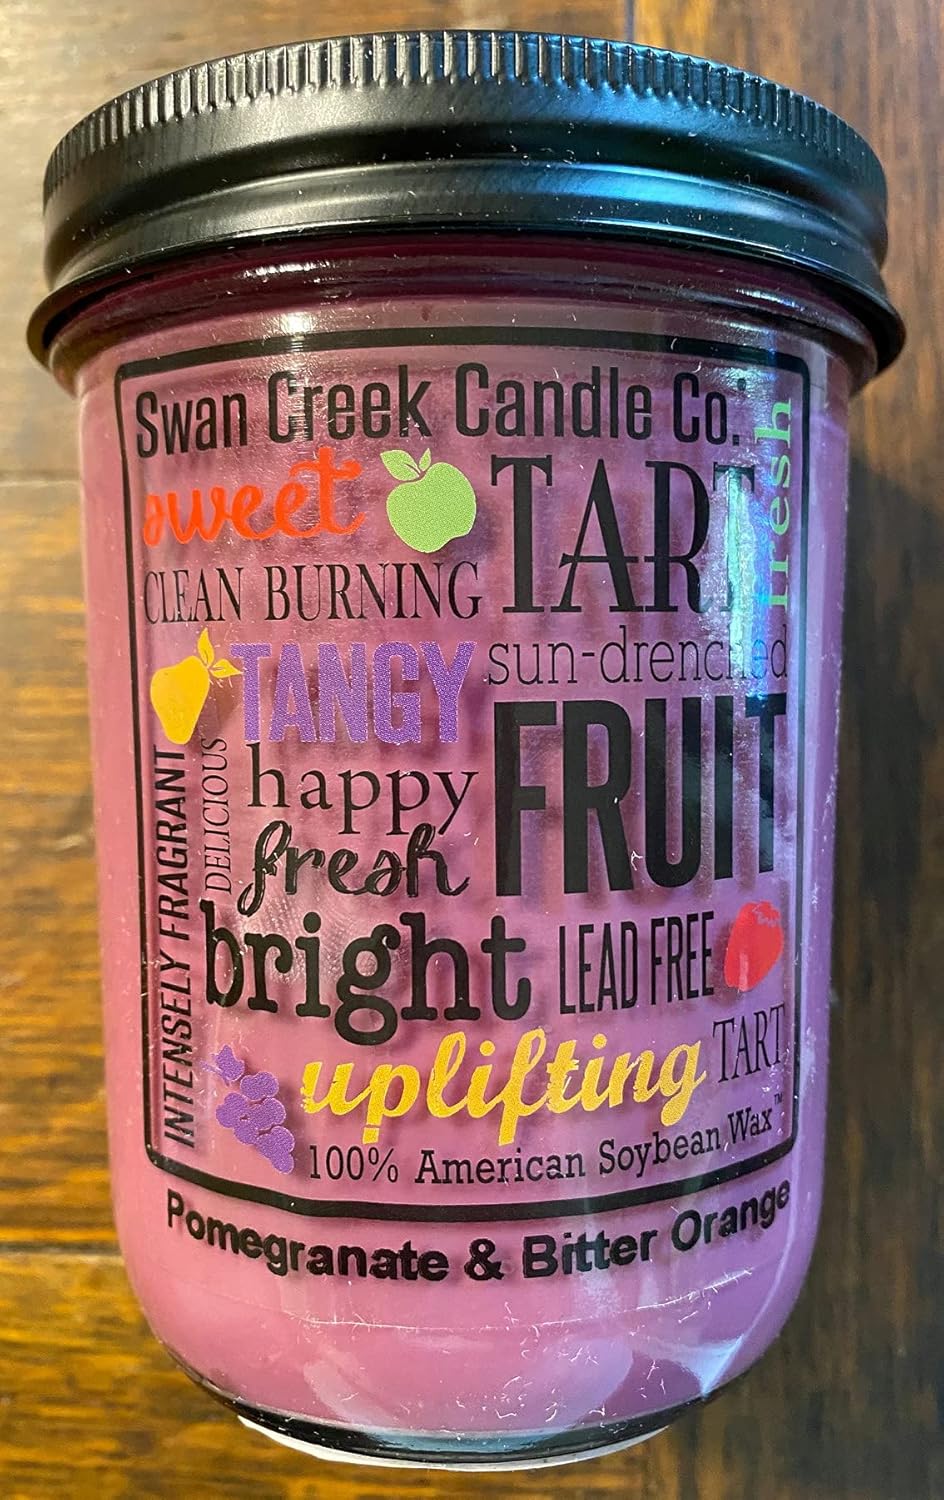 Swan Creek Candle Co.
sweet
TART
fresh
CLEAN BURNING
sun-drenched
TANGY
FRUIT
happy
DELICIOUS
INTENSELY FRAGRANT
fresh
bright
LEAD FREE
uplifting
TART
100% American Soybean Wax™
Pomegranate & Bitter Orange